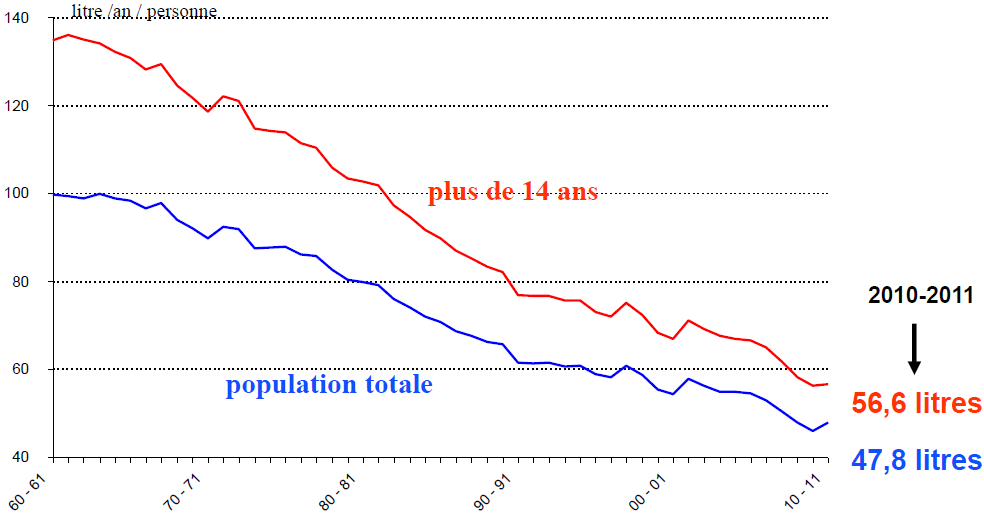 litre /an / personne
140
120
100
80
60
40
plus de 14 ans
population totale
60 - 61
70 - 71
80 - 81
90 - 91
00 - 01
10 - 11
2010-2011
56,6 litres
47,8 litres